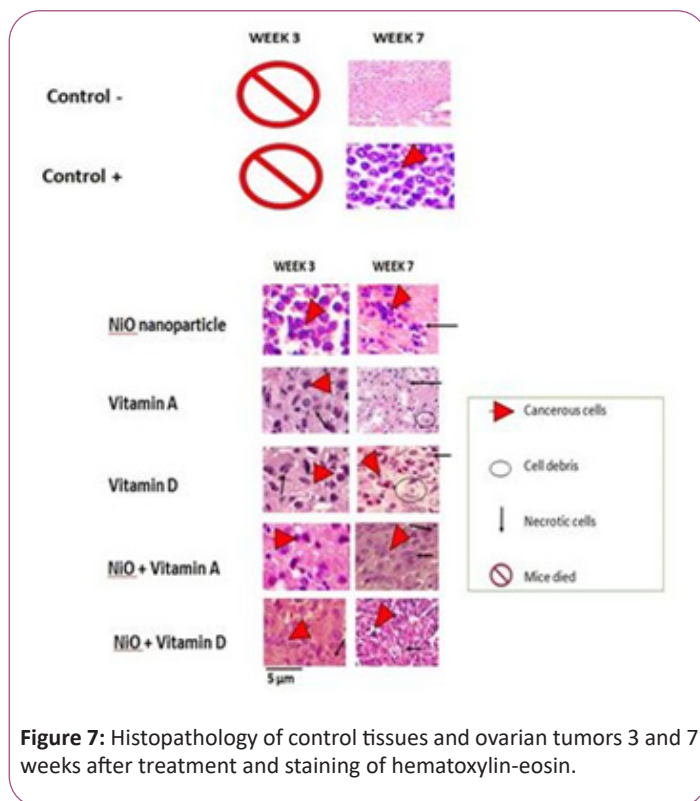 WEEK 3 WEEK 7
Control -
Control +
WEEK 3 WEEK 7
NiO nanoparticle
Vitamin A
Vitamin D
NiO + Vitamin A
NiO + Vitamin D
5 µm
Cancerous cells
Cell debris
Necrotic cells
Mice died
Figure 7: Histopathology of control tissues and ovarian tumors 3 and 7
weeks after treatment and staining of hematoxylin-eosin.